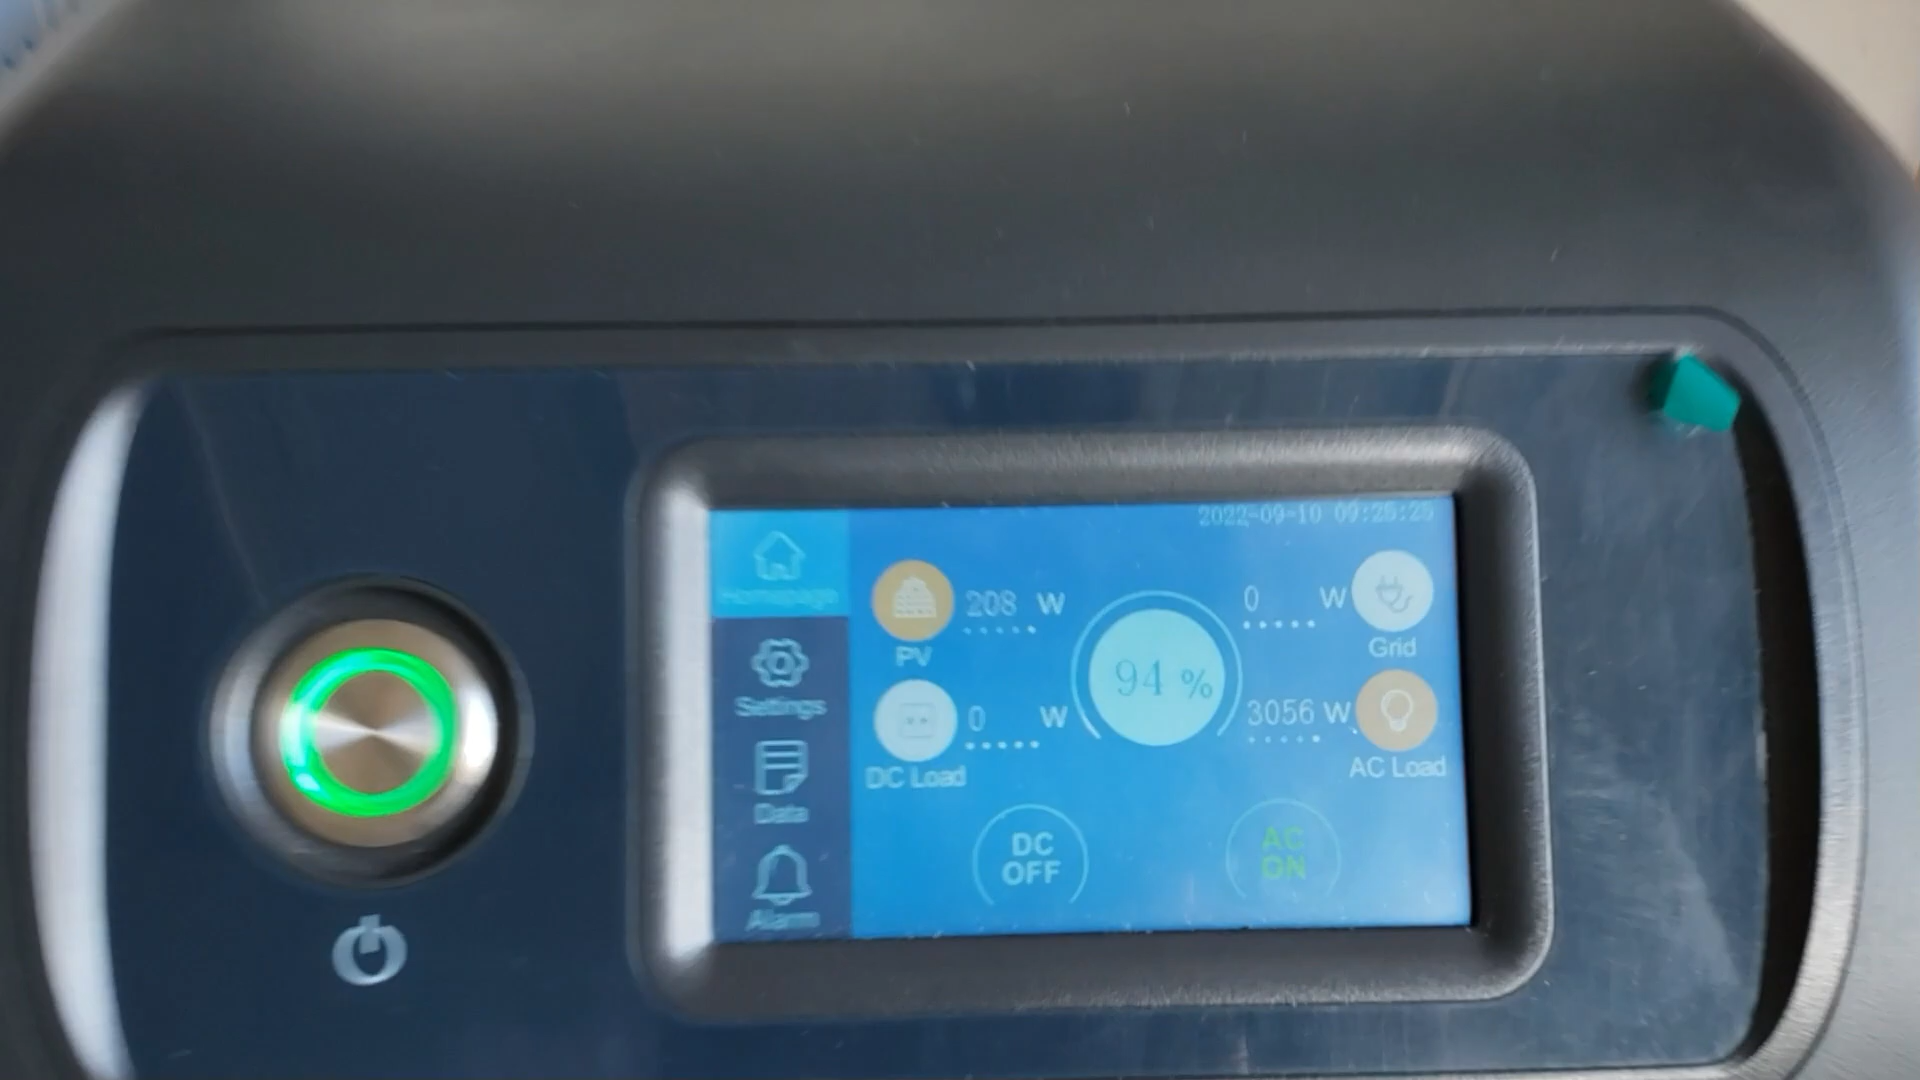 2022-09-10 09:25:25
Homepage
208 W
0 W
PV
Grid
94 %
Settings
0 W
3056 W
DC Load
AC Load
Data
DC
OFF
AC
ON
Alarm